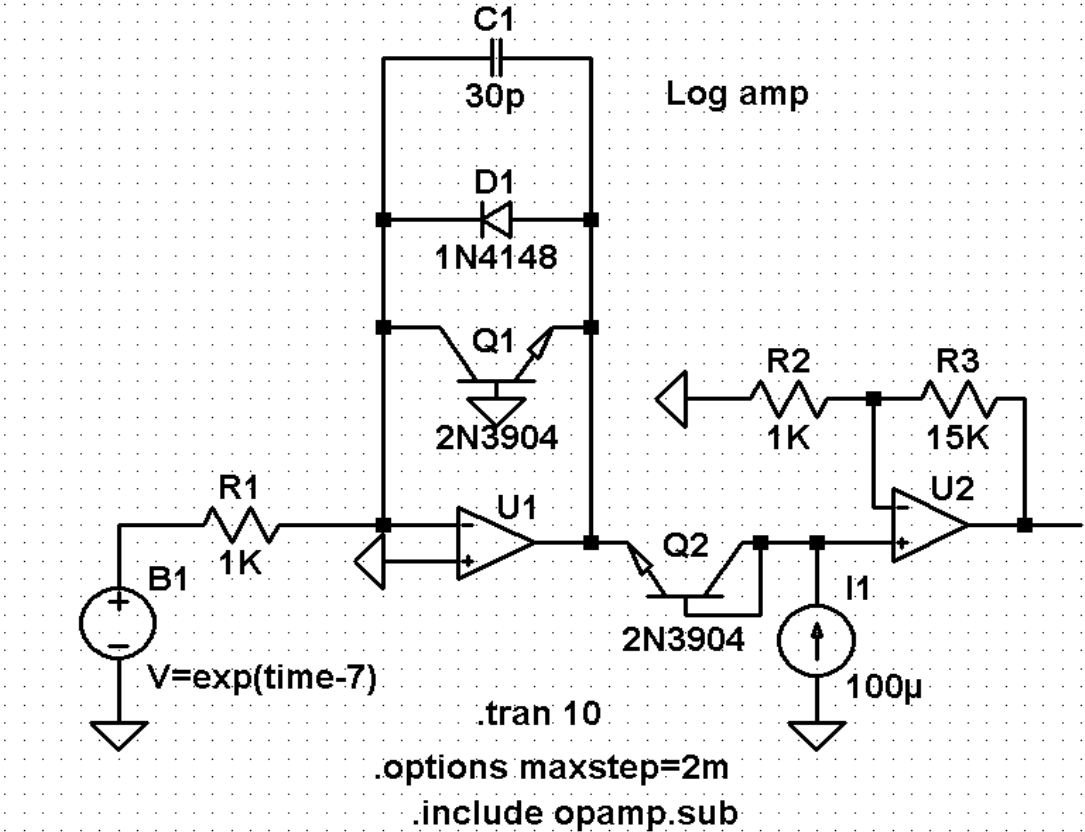 C1
30p
Log amp
D1
1N4148
Q1
2N3904
R2
1K
R3
15K
R1
1K
U1
U2
Q2
2N3904
B1
V=exp(time-7)
I1
100µ
.tran 10
.options maxstep=2m
.include opamp.sub